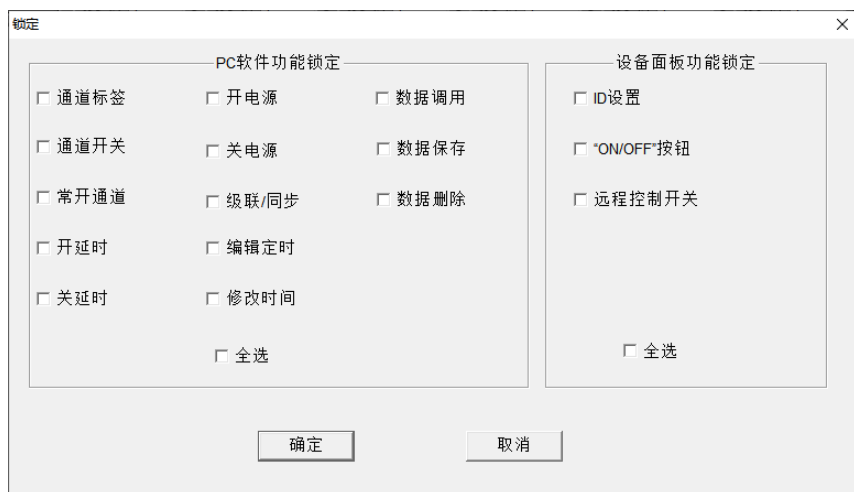 锁定
PC软件功能锁定
通道标签 开电源 数据调用
通道开关 关电源 数据保存
常开通道 级联/同步 数据删除
开延时 编辑定时
关延时 修改时间
全选
设备面板功能锁定
ID设置
“ON/OFF”按钮
远程控制开关
全选
确定 取消